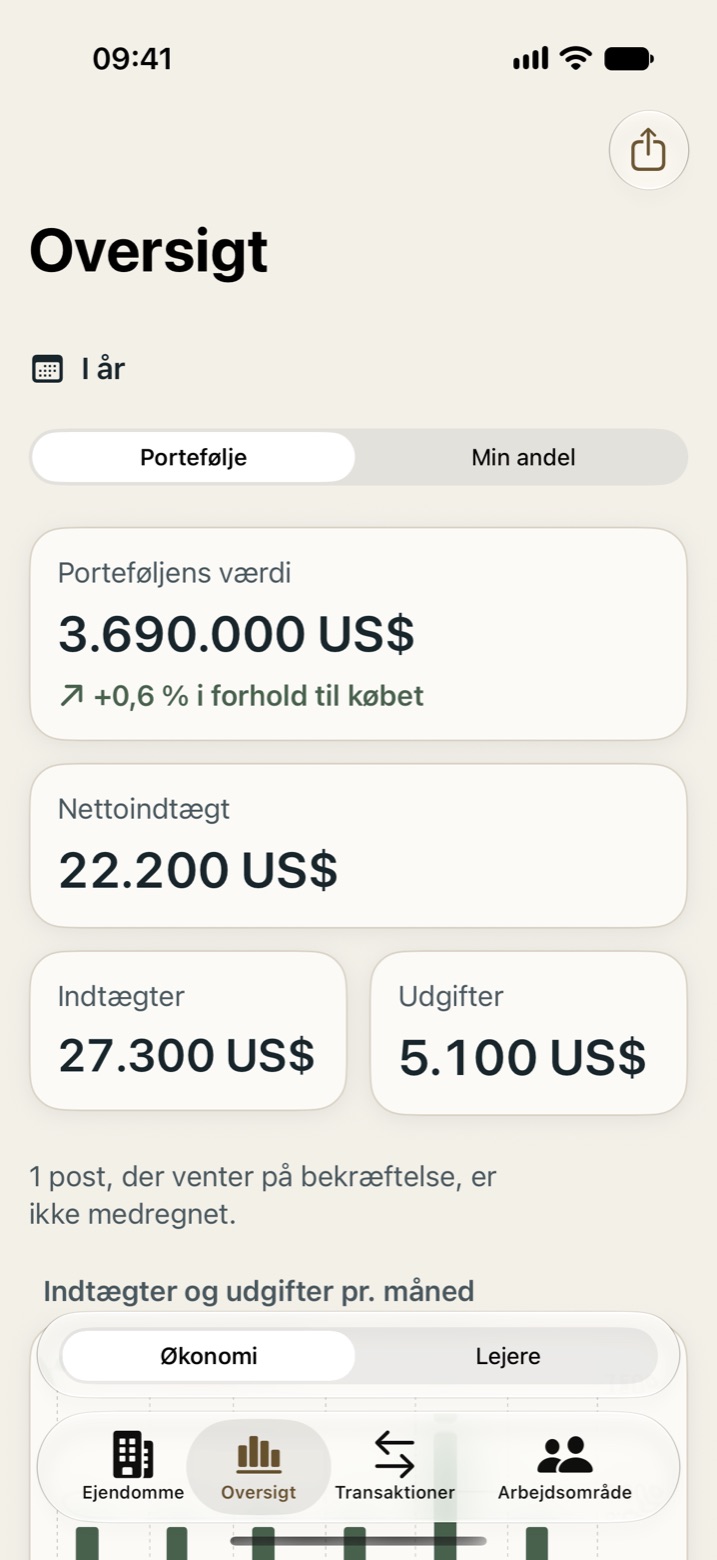 09:41
Oversigt
I år
Portefølje
Min andel
Porteføljens værdi
3.690.000 US$
+0,6 % i forhold til købet
Nettoindtægt
22.200 US$
Indtægter
27.300 US$
Udgifter
5.100 US$
1 post, der venter på bekræftelse, er
ikke medregnet.
Indtægter og udgifter pr. måned
Økonomi
Lejere
Ejendomme
Oversigt
Transaktioner
Arbejdsområde